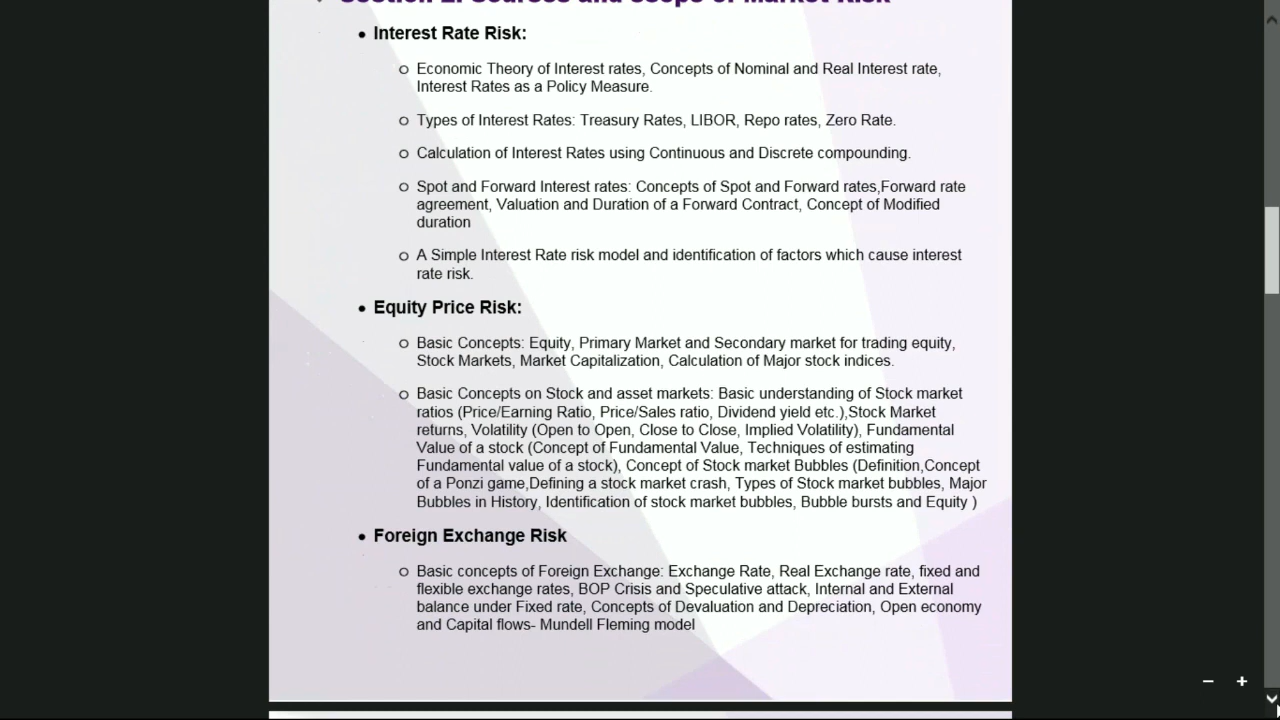 Section 2: Sources and scope of Market Risk
• Interest Rate Risk:
o Economic Theory of Interest rates, Concepts of Nominal and Real Interest rate,
Interest Rates as a Policy Measure.
o Types of Interest Rates: Treasury Rates, LIBOR, Repo rates, Zero Rate.
o Calculation of Interest Rates using Continuous and Discrete compounding.
o Spot and Forward Interest rates: Concepts of Spot and Forward rates,Forward rate
agreement, Valuation and Duration of a Forward Contract, Concept of Modified
duration
o A Simple Interest Rate risk model and identification of factors which cause interest
rate risk.
• Equity Price Risk:
o Basic Concepts: Equity, Primary Market and Secondary market for trading equity,
Stock Markets, Market Capitalization, Calculation of Major stock indices.
o Basic Concepts on Stock and asset markets: Basic understanding of Stock market
ratios (Price/Earning Ratio, Price/Sales ratio, Dividend yield etc.),Stock Market
returns, Volatility (Open to Open, Close to Close, Implied Volatility), Fundamental
Value of a stock (Concept of Fundamental Value, Techniques of estimating
Fundamental value of a stock), Concept of Stock market Bubbles (Definition,Concept
of a Ponzi game,Defining a stock market crash, Types of Stock market bubbles, Major
Bubbles in History, Identification of stock market bubbles, Bubble bursts and Equity )
• Foreign Exchange Risk
o Basic concepts of Foreign Exchange: Exchange Rate, Real Exchange rate, fixed and
flexible exchange rates, BOP Crisis and Speculative attack, Internal and External
balance under Fixed rate, Concepts of Devaluation and Depreciation, Open economy
and Capital flows- Mundell Fleming model